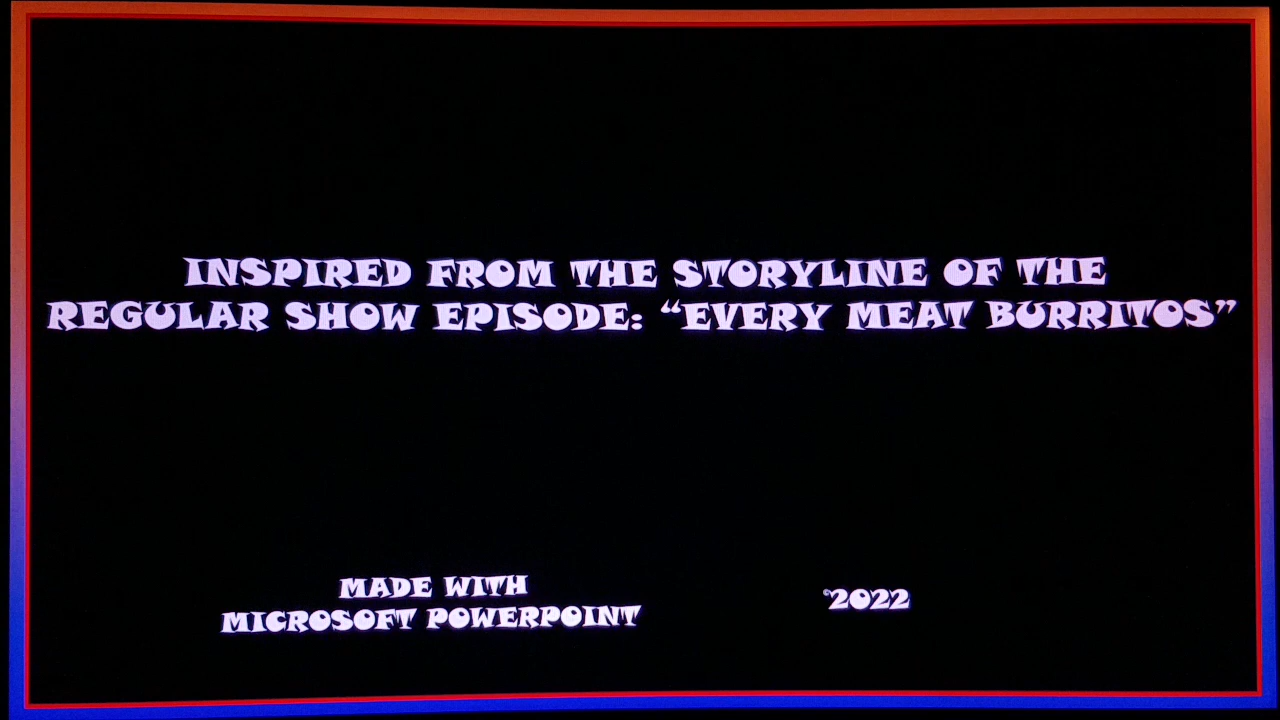 INSPIRED FROM THE STORYLINE OF THE
REGULAR SHOW EPISODE: “EVERY MEAT BURRITOS”
MADE WITH
MICROSOFT POWERPOINT
©2022